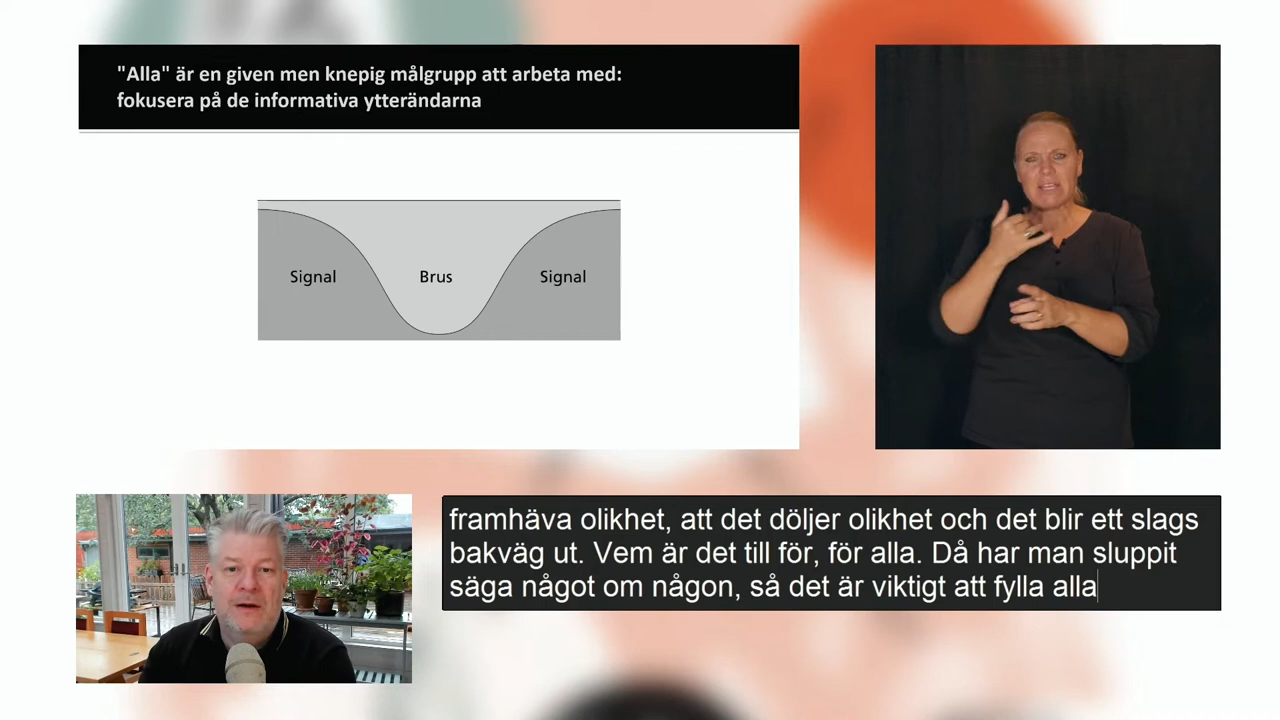 "Alla" är en given men knepig målgrupp att arbeta med:
fokusera på de informativa ytterändarna
Signal
Brus
Signal
framhäva olikhet, att det döljer olikhet och det blir ett slags
bakväg ut. Vem är det till för, för alla. Då har man sluppit
säga något om någon, så det är viktigt att fylla alla